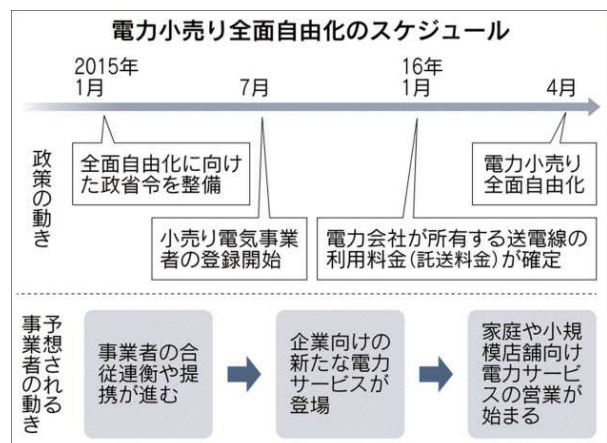 電力小売り全面自由化のスケジュール
2015年
1月
7月
16年
1月
4月
政策の動き
全面自由化に向け
た政省令を整備
電力小売り
全面自由化
小売り電気事業
者の登録開始
電力会社が所有する送電線の
利用料金(託送料金)が確定
予想される
事業者の動き
事業者の合
従連衡や提
携が進む
企業向けの
新たな電力
サービスが
登場
家庭や小規
模店舗向け
電力サービ
スの営業が
始まる